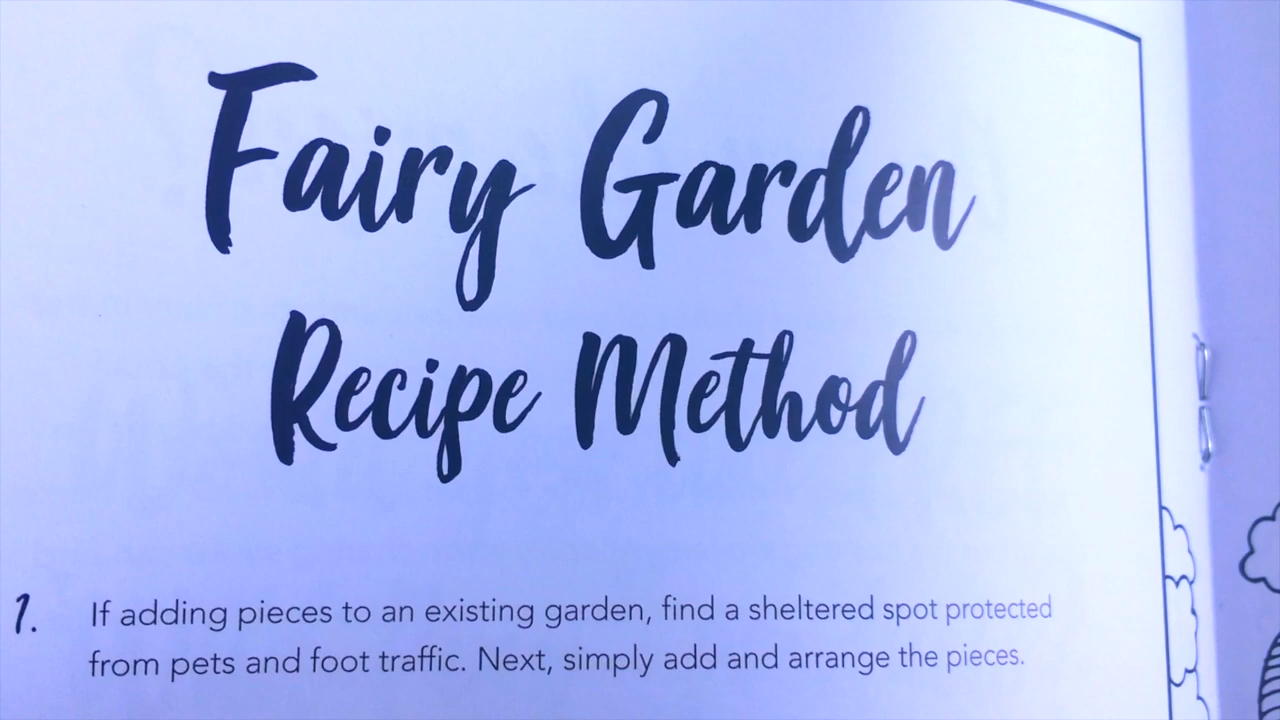 Fairy Garden
Recipe Method
1. If adding pieces to an existing garden, find a sheltered spot protected
from pets and foot traffic. Next, simply add and arrange the pieces.